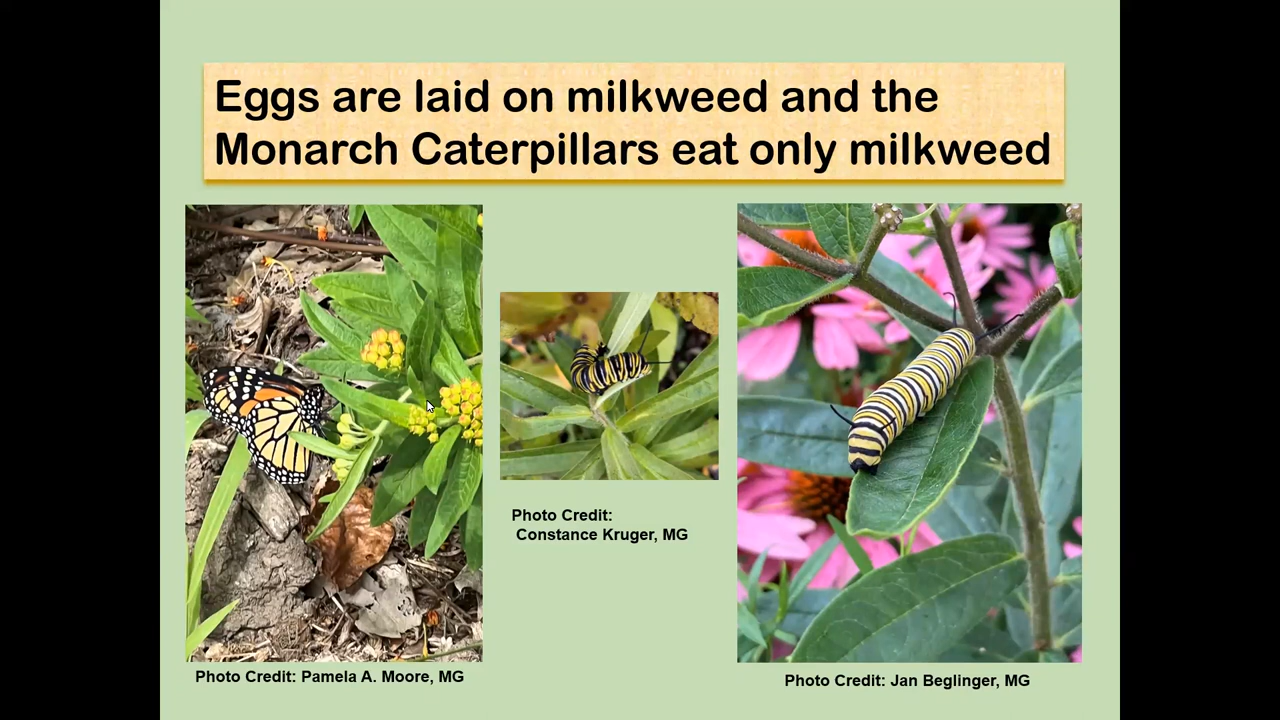 Eggs are laid on milkweed and the
Monarch Caterpillars eat only milkweed
Photo Credit:
Constance Kruger, MG
Photo Credit: Pamela A. Moore, MG
Photo Credit: Jan Beglinger, MG